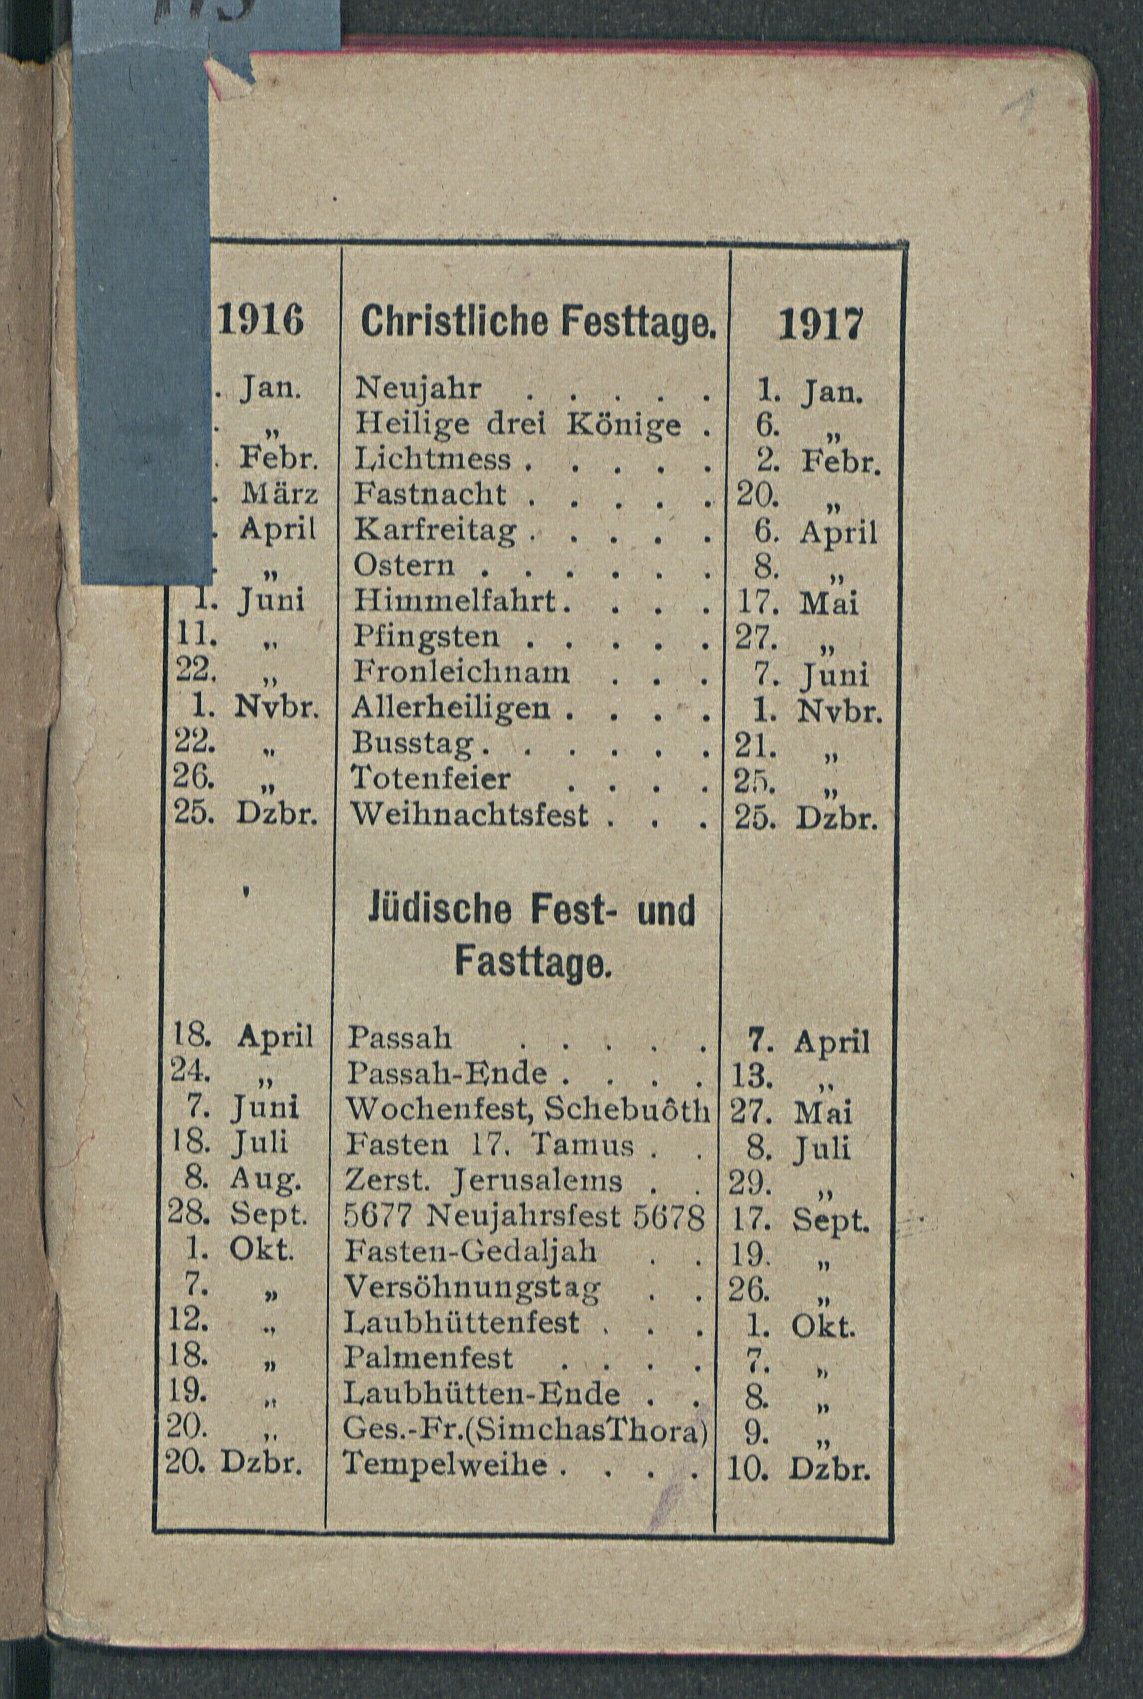 1916 Christliche Festtage. 1917
. Jan. Neujahr . . . . . 1. Jan.
. „ Heilige drei Könige . 6. „
. Febr. Lichtmess . . . . . 2. Febr.
. März Fastnacht . . . . . 20. „
. April Karfreitag . . . . . 6. April
. „ Ostern . . . . . . 8. „
1. Juni Himmelfahrt . . . . 17. Mai
11. „ Pfingsten . . . . . 27. „
22. „ Fronleichnam . . . 7. Juni
1. Nvbr. Allerheiligen . . . . 1. Nvbr.
22. „ Busstag . . . . . . 21. „
26. „ Totenfeier . . . . 25. „
25. Dzbr. Weihnachtsfest . . . 25. Dzbr.
Jüdische Fest- und
Fasttage.
18. April Passah . . . . . 7. April
24. „ Passah-Ende . . . . 13. „
7. Juni Wochenfest, Schebuôth 27. Mai
18. Juli Fasten 17. Tamus . . 8. Juli
8. Aug. Zerst. Jerusalems . . 29. „
28. Sept. 5677 Neujahrsfest 5678 17. Sept.
1. Okt. Fasten-Gedaljah . . 19. „
7. „ Versöhnungstag . . 26. „
12. „ Laubhüttenfest . . . 1. Okt.
18. „ Palmenfest . . . . 7. „
19. „ Laubhütten-Ende . . 8. „
20. „ Ges.-Fr.(SimchasThora) 9. „
20. Dzbr. Tempelweihe . . . . 10. Dzbr.